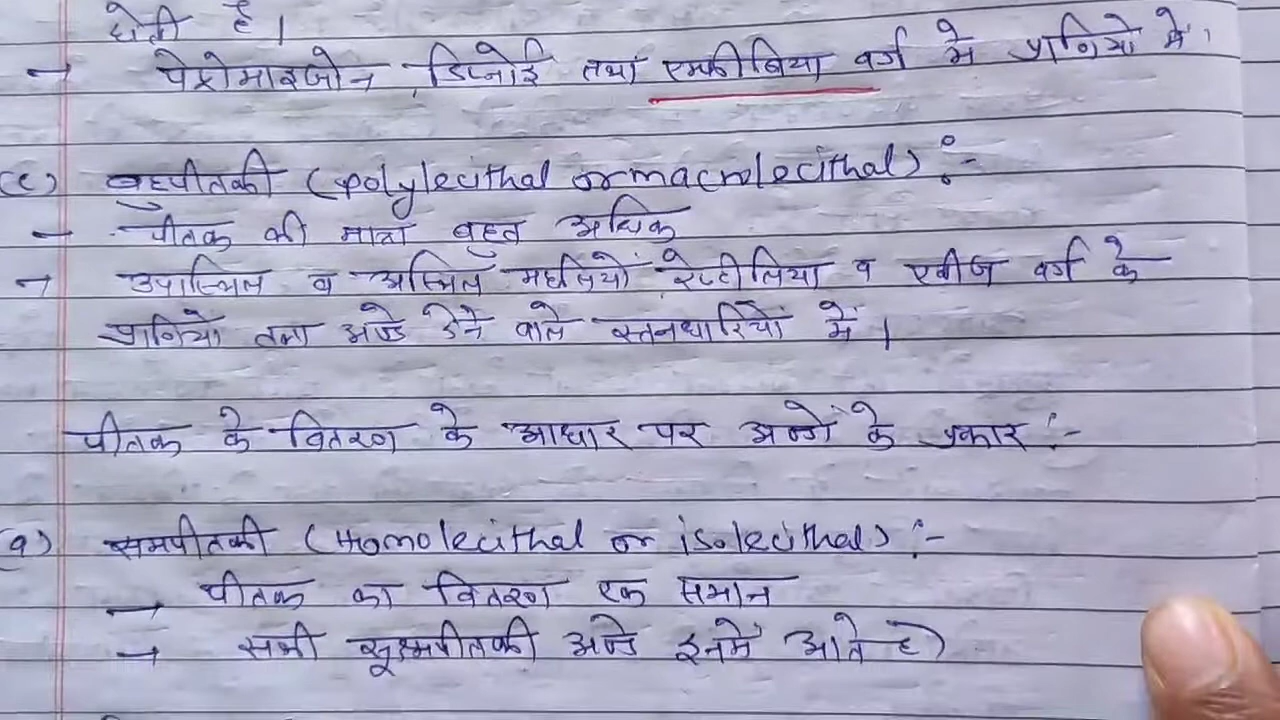 होती है।
→ पेट्रोमाइजोन, डिप्नोई तथा एम्फीबिया वर्ग मे प्राणियो मे।
(c) बहुपीतकी (polylecithal or macrolecithal) :-
→ पीतक की मात्रा बहुत अधिक
→ उपास्थिल व अस्थिल मछलियों रेप्टीलिया व एवीज वर्ग के
प्राणियो तथा अण्डे देने वाले स्तनधारियों में।
पीतक के वितरण के आधार पर अण्डों के प्रकार :-
(a) समपीतकी (Homolecithal or isolecithal) :-
→ पीतक का वितरण एक समान
→ सभी सूक्ष्मपीतकी अण्डे इनमें आते है